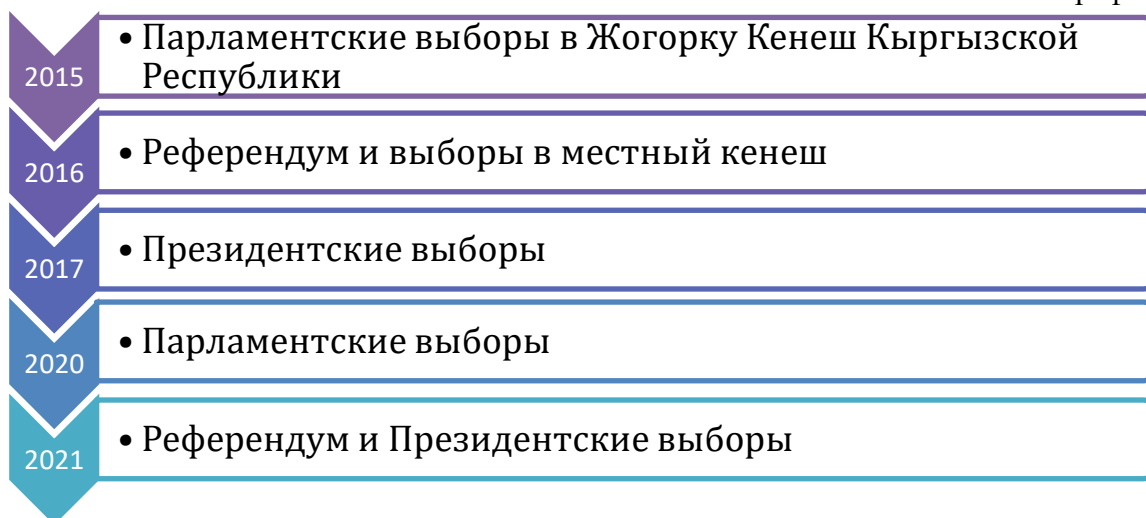 2015
• Парламентские выборы в Жогорку Кенеш Кыргызской
Республики
2016
• Референдум и выборы в местный кенеш
2017
• Президентские выборы
2020
• Парламентские выборы
2021
• Референдум и Президентские выборы